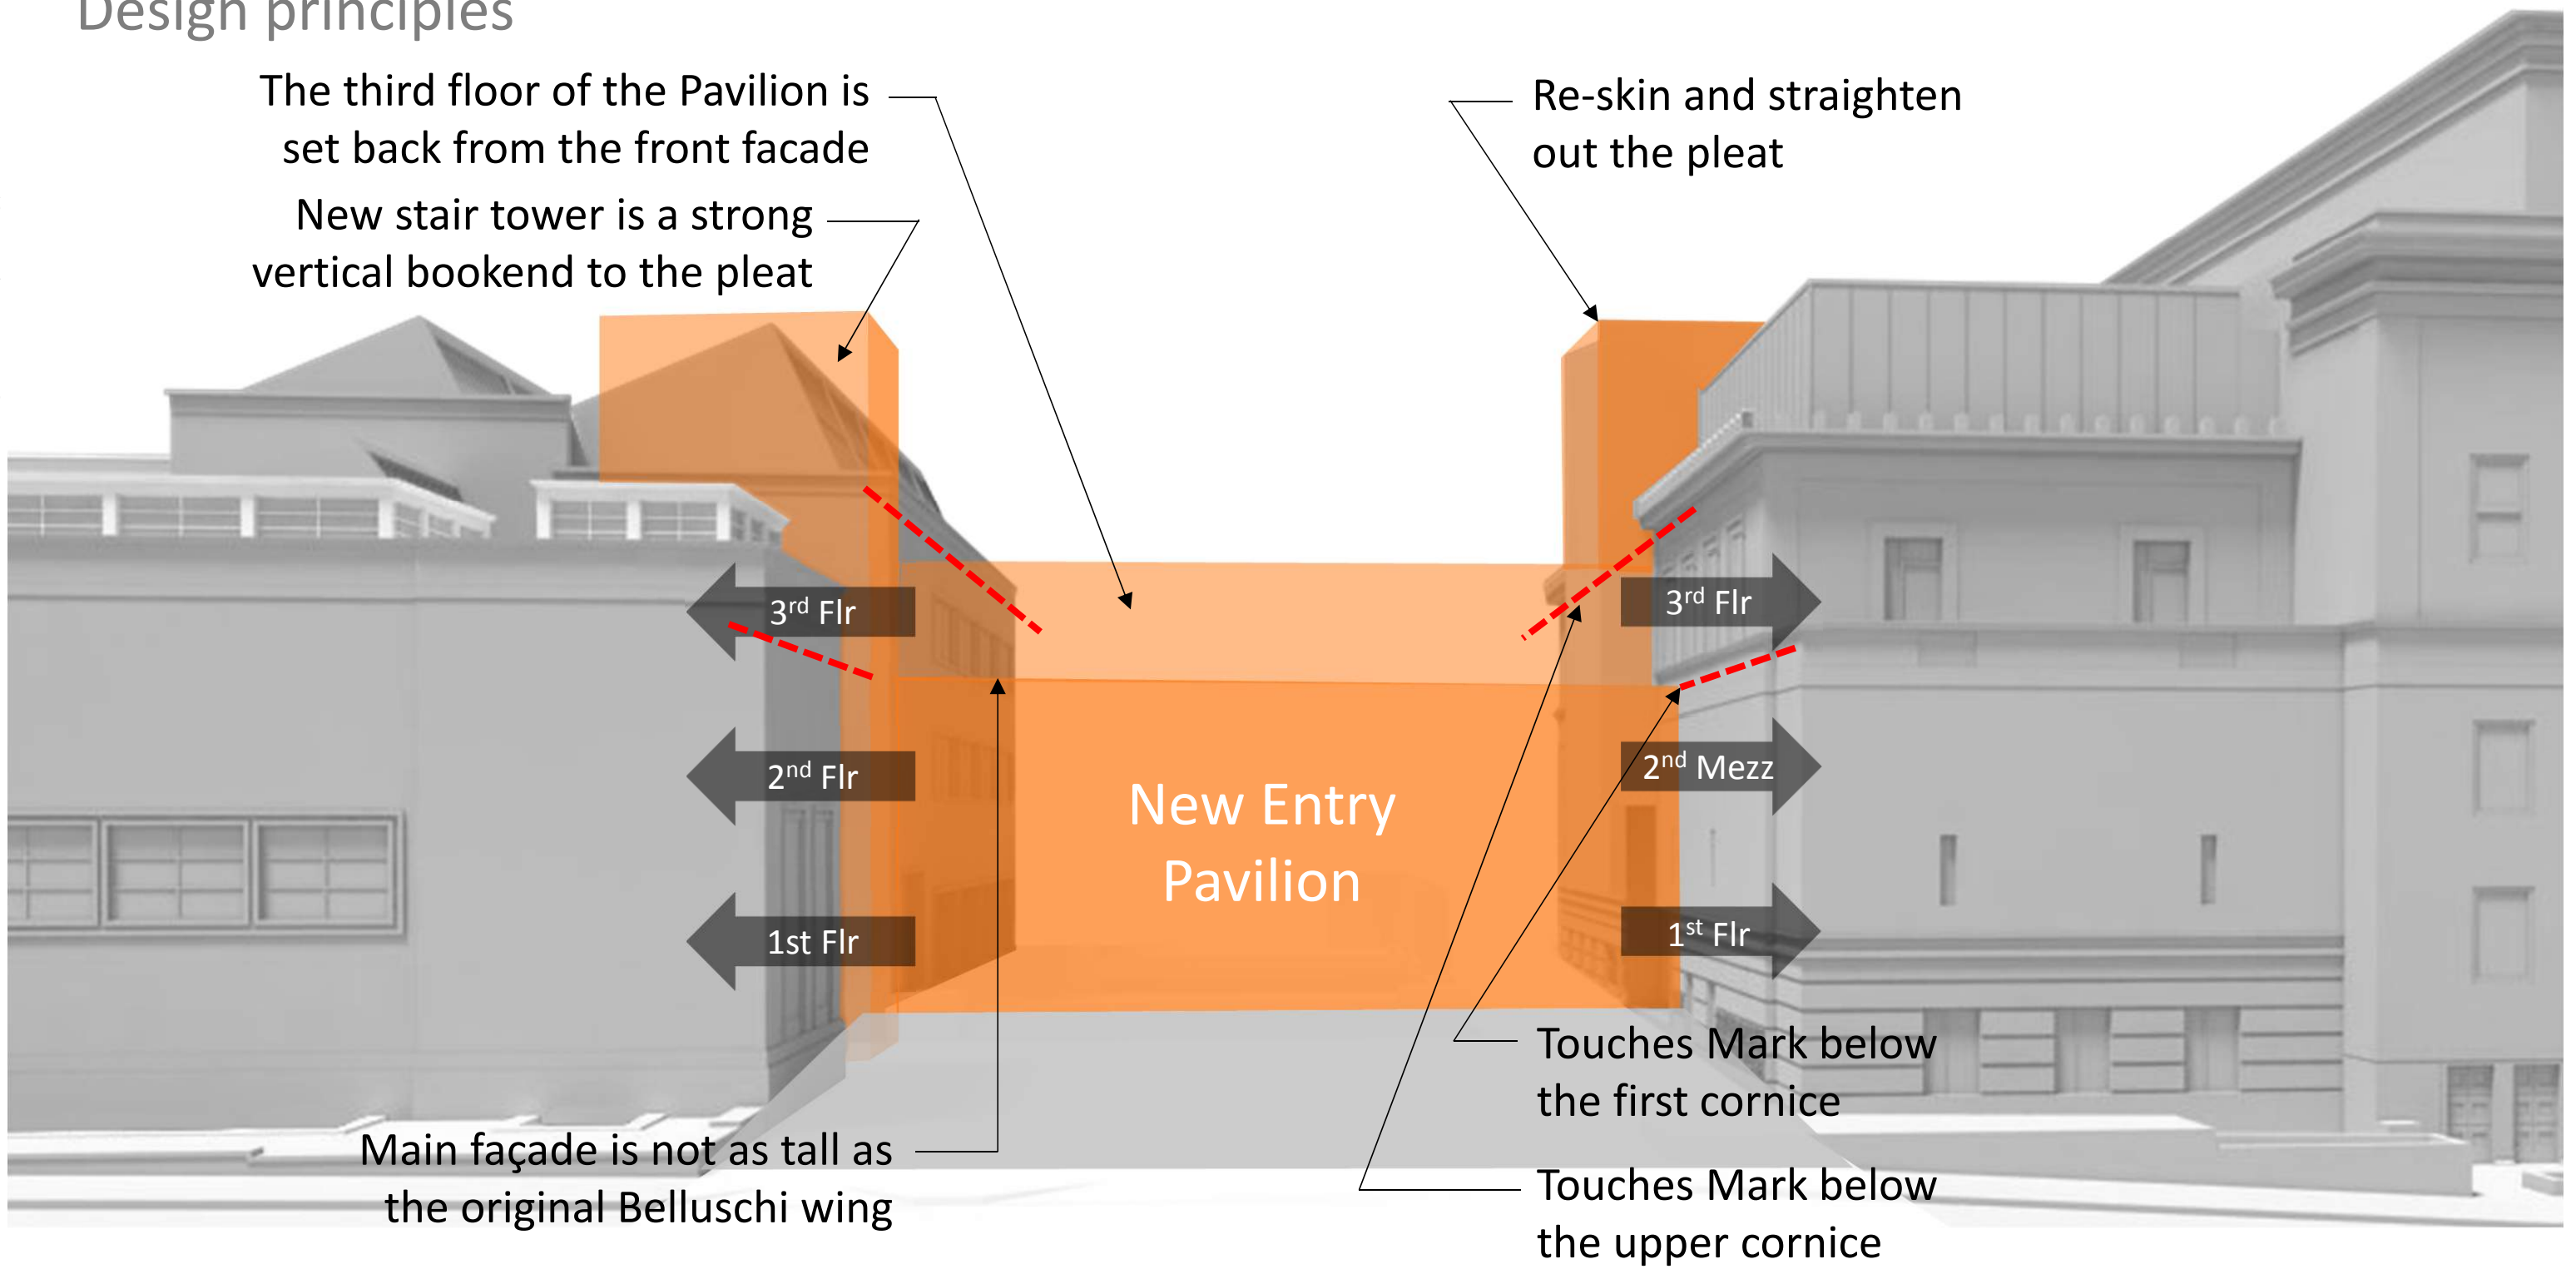 Design principles
The third floor of the Pavilion is
set back from the front facade
New stair tower is a strong
vertical bookend to the pleat
Re-skin and straighten
out the pleat
3rd Flr
2nd Flr
1st Flr
3rd Flr
2nd Mezz
1st Flr
New Entry
Pavilion
Main façade is not as tall as
the original Belluschi wing
Touches Mark below
the first cornice
Touches Mark below
the upper cornice